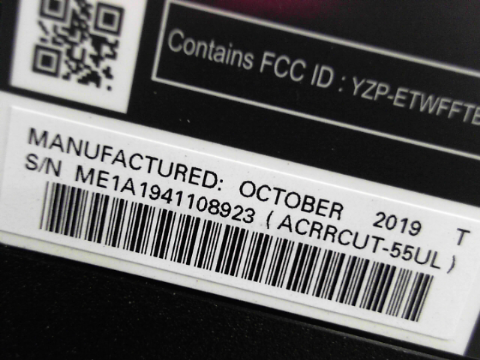 Contains FCC ID : YZP-ETWFFTE
MANUFACTURED: OCTOBER 2019 T
S/N ME1A1941108923 ( ACRRCUT-55UL )